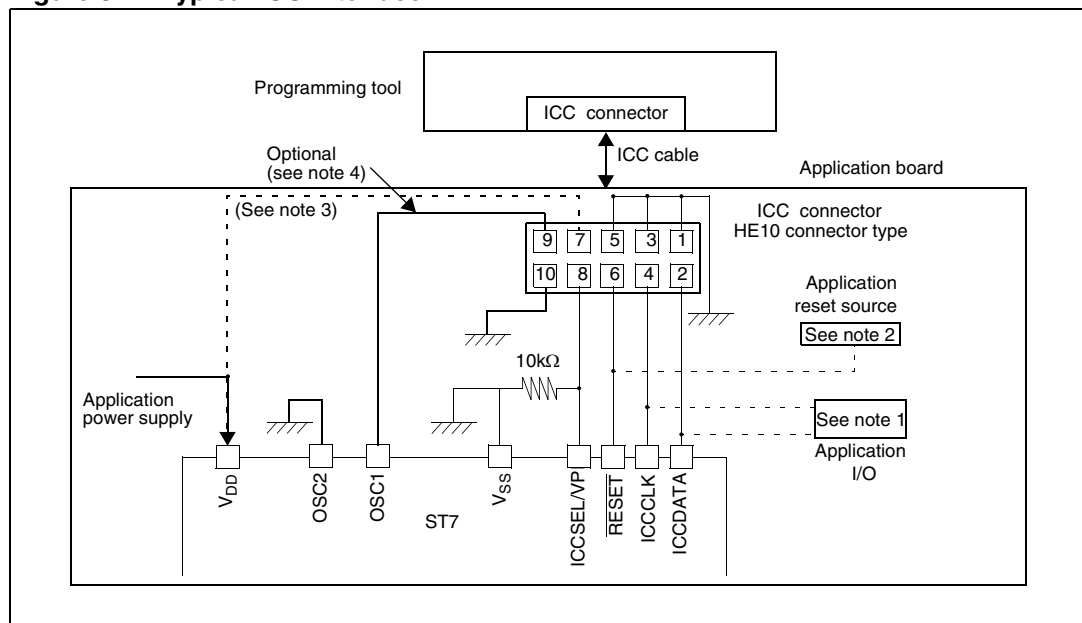 Programming tool
ICC connector
ICC cable
Optional
(see note 4)
Application board
(See note 3)
ICC connector
HE10 connector type
9 7 5 3 1
10 8 6 4 2
Application
reset source
See note 2
10kΩ
Application
power supply
See note 1
Application
I/O
VDD
OSC2
OSC1
VSS
ICCSEL/VP
RESET
ICCCLK
ICCDATA
ST7